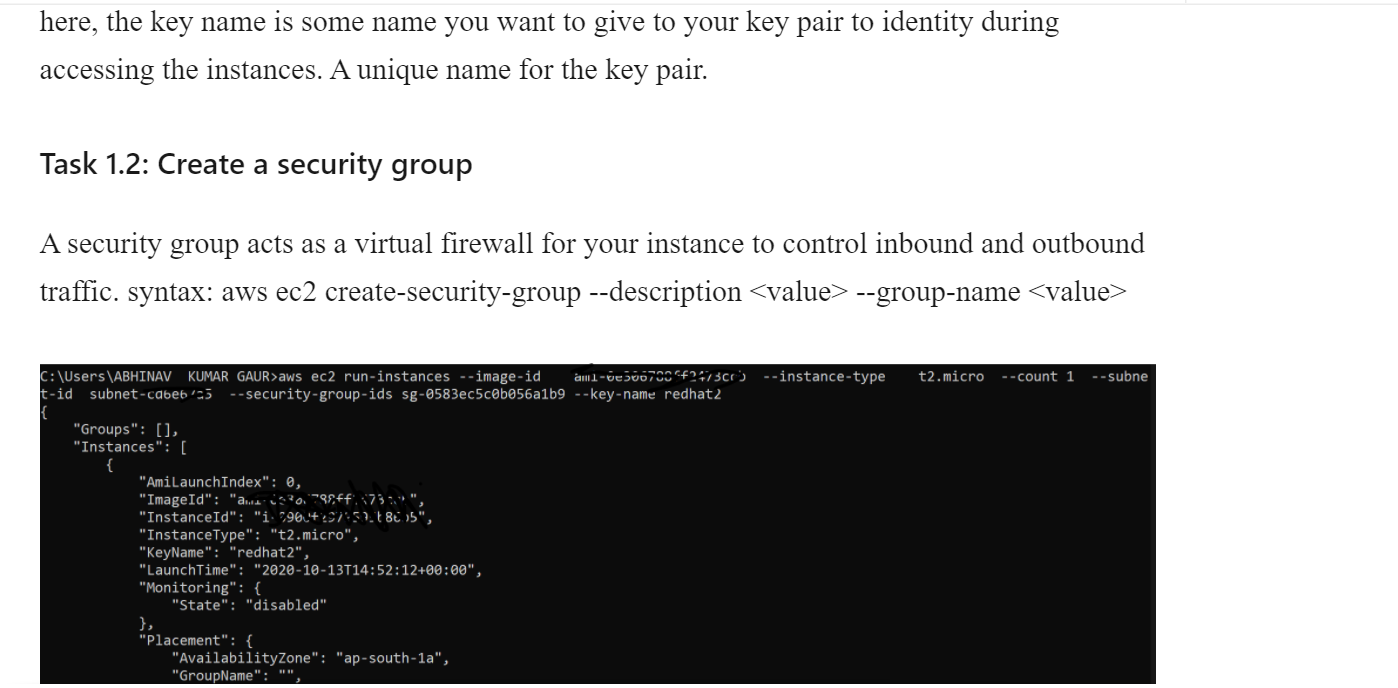 here, the key name is some name you want to give to your key pair to identity during
accessing the instances. A unique name for the key pair.
Task 1.2: Create a security group
A security group acts as a virtual firewall for your instance to control inbound and outbound
traffic. syntax: aws ec2 create-security-group --description <value> --group-name <value>
C:\Users\ABHINAV  KUMAR GAUR>aws ec2 run-instances --image-id --instance-type    t2.micro  --count 1  --subne
t-id  --security-group-ids sg-0583ec5c0b056a1b9 --key-name redhat2
{
"Groups": [],
"Instances": [
{
"AmiLaunchIndex": 0,
"ImageId":
"InstanceId":
"InstanceType": "t2.micro",
"KeyName": "redhat2",
"LaunchTime": "2020-10-13T14:52:12+00:00",
"Monitoring": {
"State": "disabled"
},
"Placement": {
"AvailabilityZone": "ap-south-1a",
"GroupName": "",